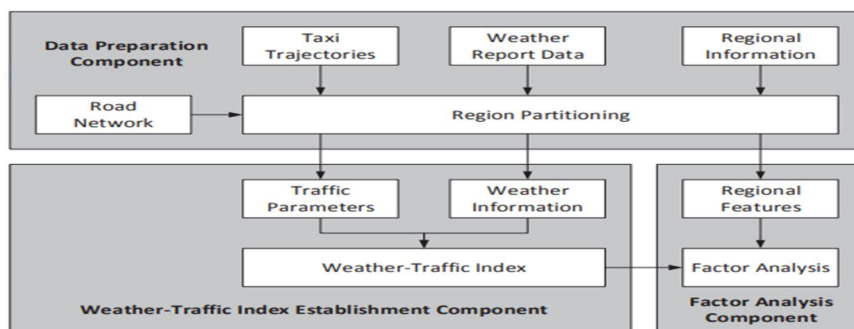 Data Preparation
Component
Taxi
Trajectories
Weather
Report Data
Regional
Information
Road
Network
Region Partitioning
Traffic
Parameters
Weather
Information
Regional
Features
Weather-Traffic Index
Factor Analysis
Weather-Traffic Index Establishment Component
Factor Analysis
Component